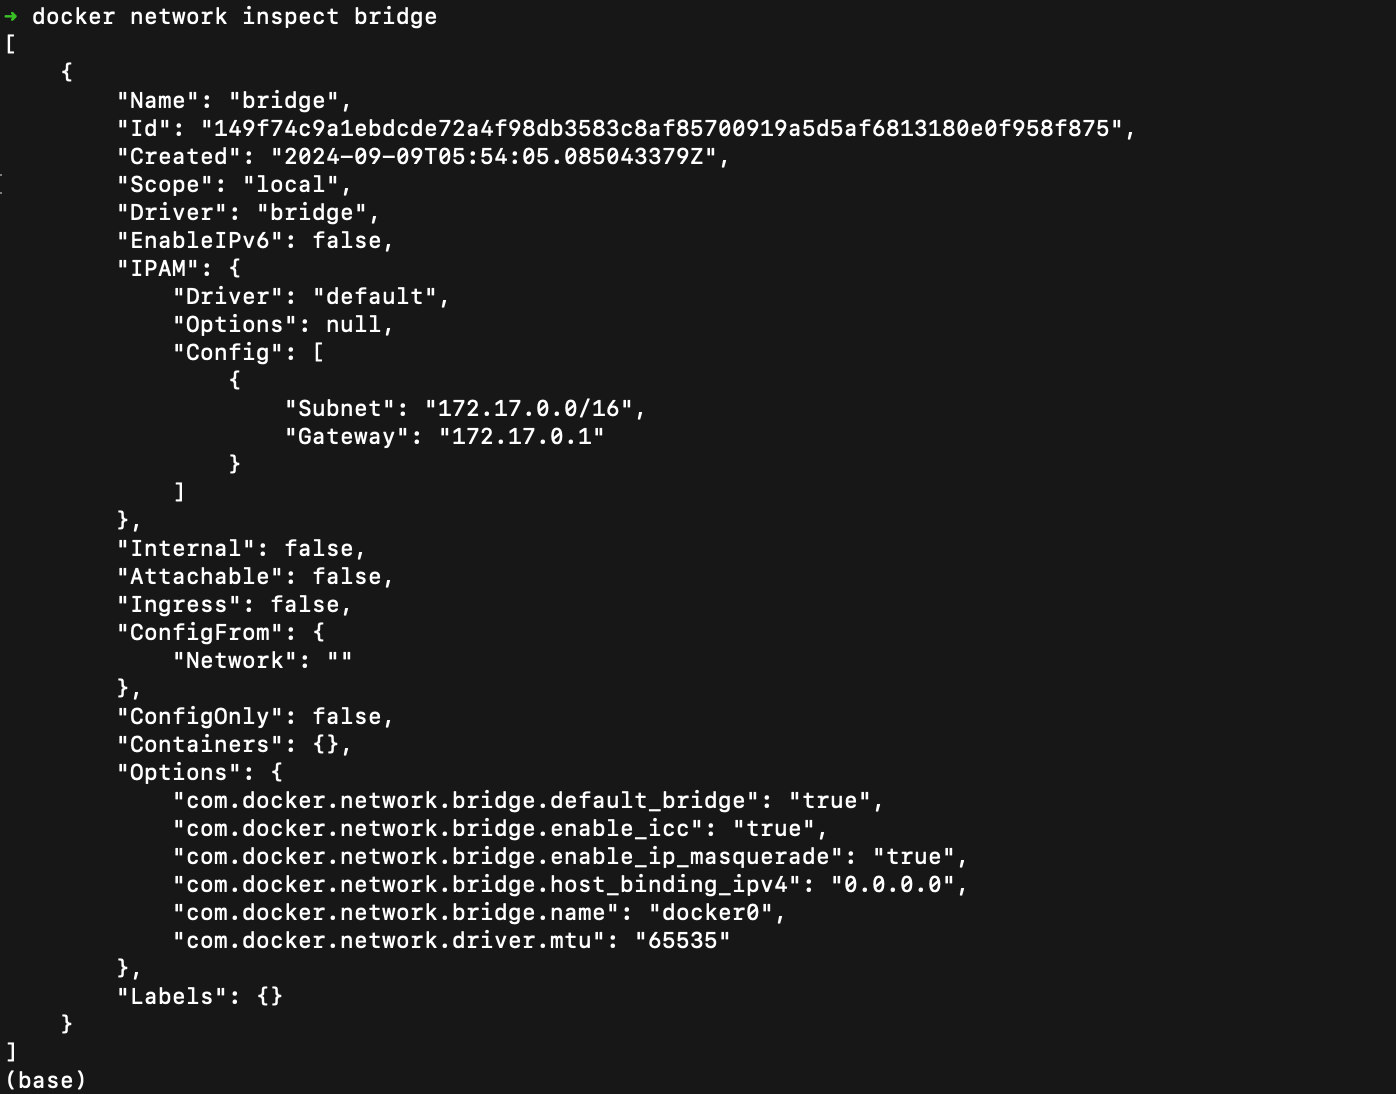 ➜ docker network inspect bridge
[
    {
        "Name": "bridge",
        "Id": "149f74c9a1ebdcde72a4f98db3583c8af85700919a5d5af6813180e0f958f875",
        "Created": "2024-09-09T05:54:05.085043379Z",
        "Scope": "local",
        "Driver": "bridge",
        "EnableIPv6": false,
        "IPAM": {
            "Driver": "default",
            "Options": null,
            "Config": [
                {
                    "Subnet": "172.17.0.0/16",
                    "Gateway": "172.17.0.1"
                }
            ]
        },
        "Internal": false,
        "Attachable": false,
        "Ingress": false,
        "ConfigFrom": {
            "Network": ""
        },
        "ConfigOnly": false,
        "Containers": {},
        "Options": {
            "com.docker.network.bridge.default_bridge": "true",
            "com.docker.network.bridge.enable_icc": "true",
            "com.docker.network.bridge.enable_ip_masquerade": "true",
            "com.docker.network.bridge.host_binding_ipv4": "0.0.0.0",
            "com.docker.network.bridge.name": "docker0",
            "com.docker.network.driver.mtu": "65535"
        },
        "Labels": {}
    }
]
(base)